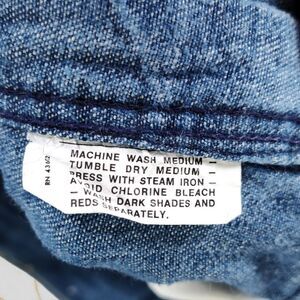 MACHINE WASH MEDIUM –
TUMBLE DRY MEDIUM –
PRESS WITH STEAM IRON –
AVOID CHLORINE BLEACH
– WASH DARK SHADES AND
REDS SEPARATELY.
RN 43621